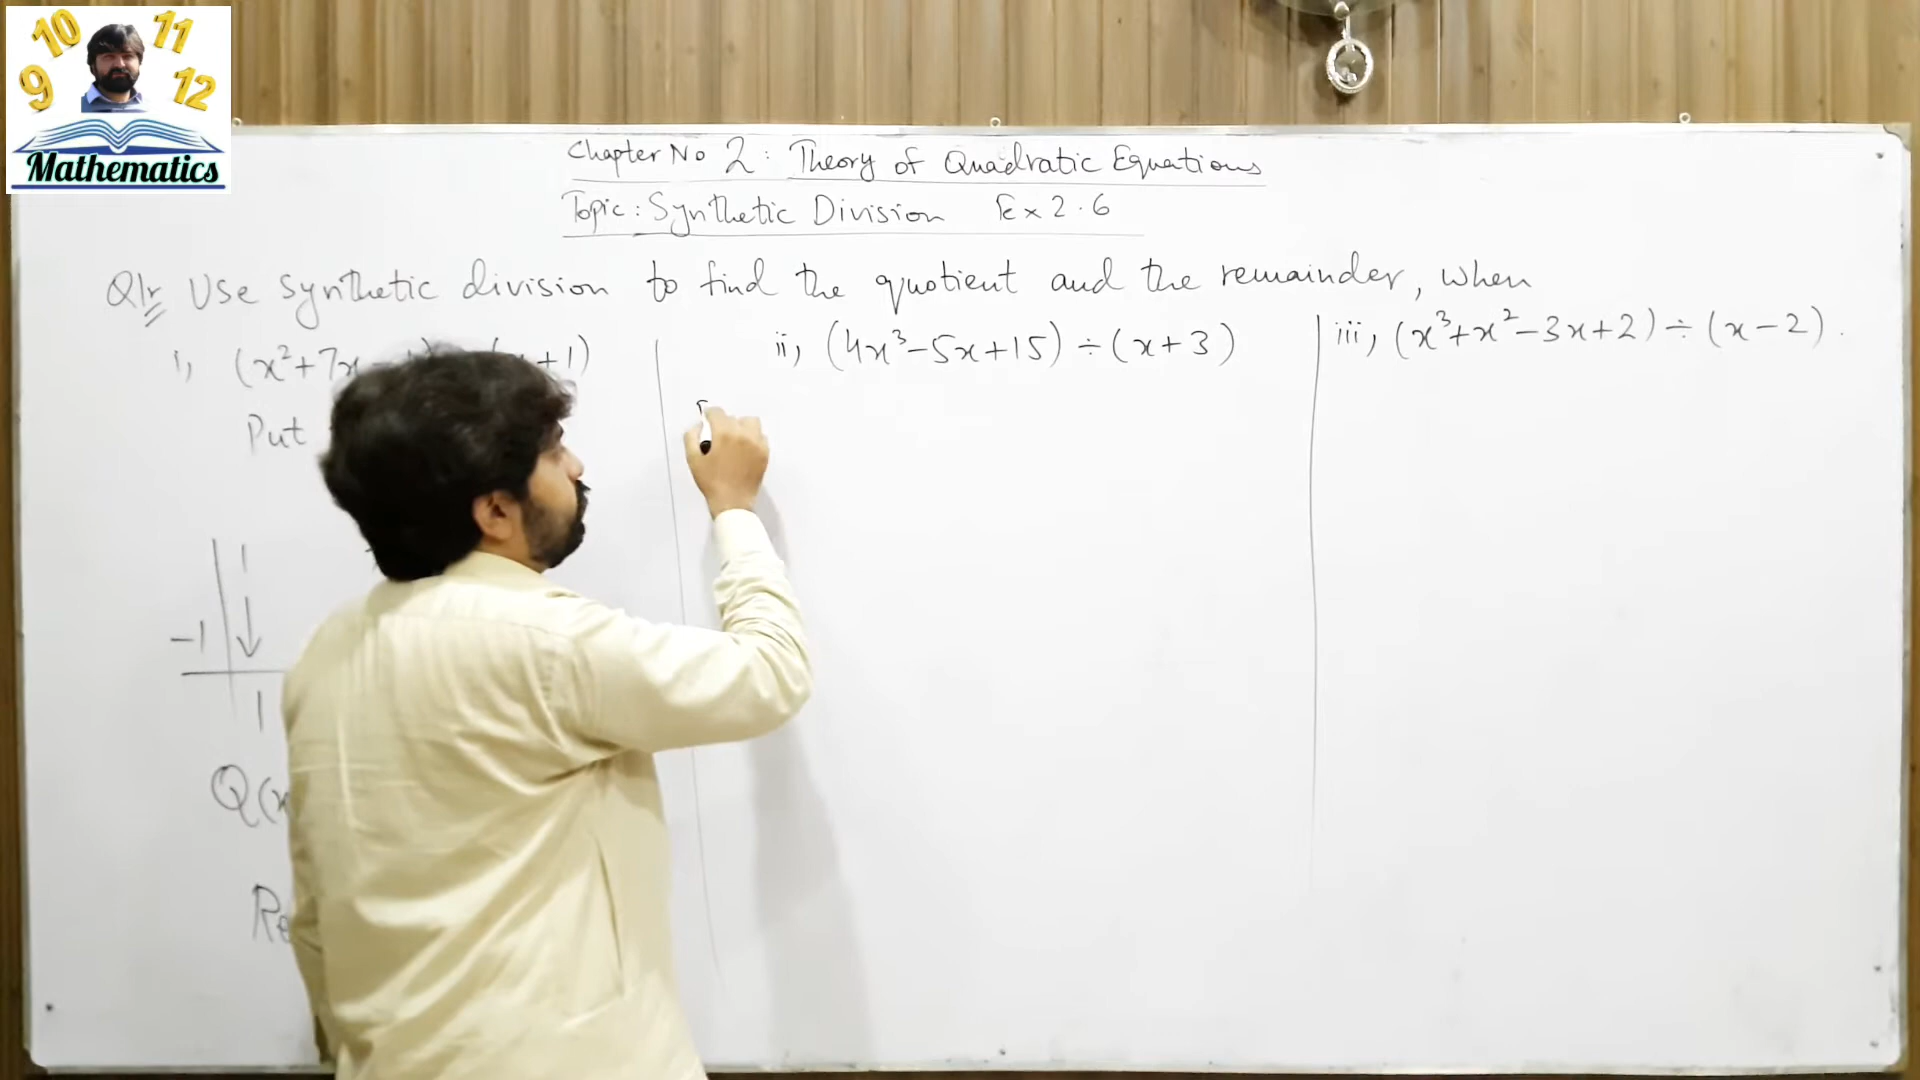 10 11
9 12
Mathematics
Chapter No 2: Theory of Quadratic Equations
Topic: Synthetic Division Ex 2.6
Q1: Use synthetic division to find the quotient and the remainder, when
i, (x²+7x +1)
ii, (4x³-5x+15) ÷ (x+3)
iii, (x³+x²-3x+2) ÷ (x-2).
Put
1
-1
1
Q(x
Re